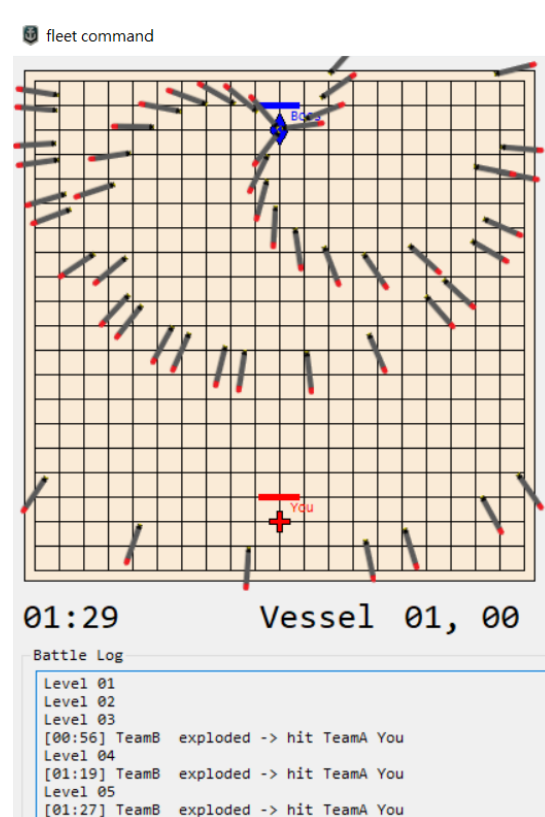 fleet command
Boss
You
01:29 Vessel 01, 00
Battle Log
Level 01
Level 02
Level 03
[00:56] TeamB exploded -> hit TeamA You
Level 04
[01:19] TeamB exploded -> hit TeamA You
Level 05
[01:27] TeamB exploded -> hit TeamA You